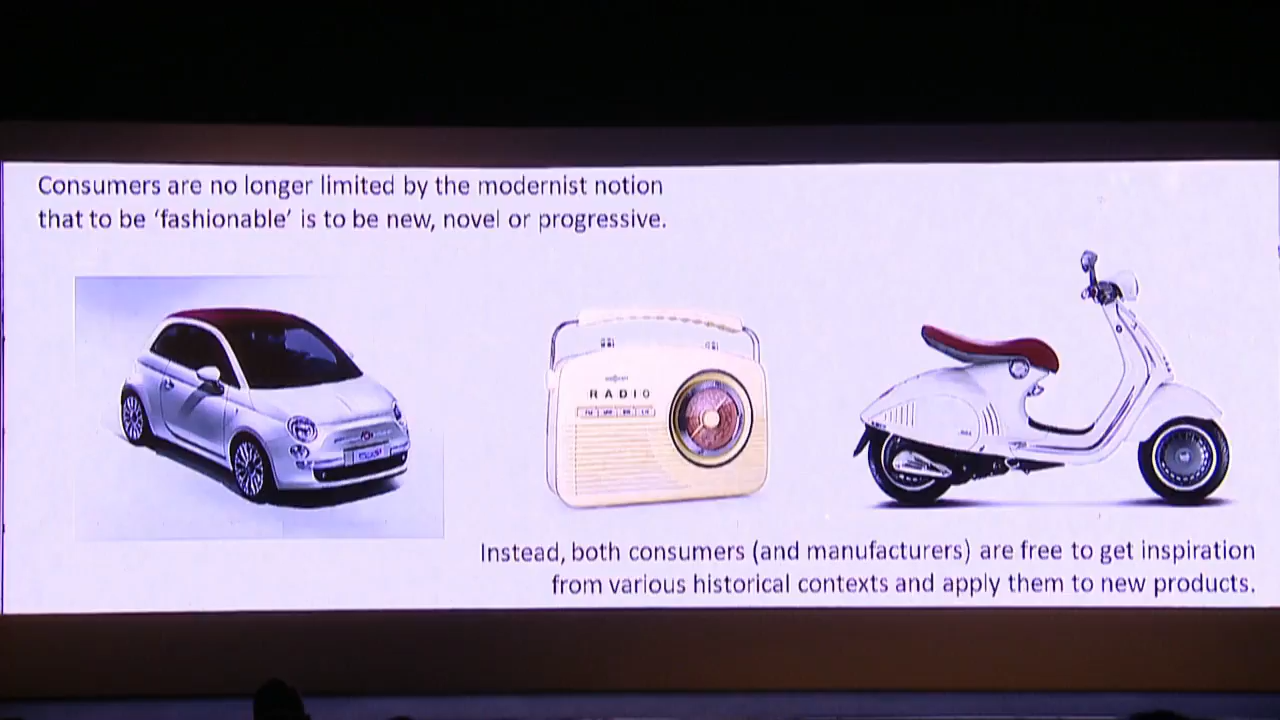 Consumers are no longer limited by the modernist notion
that to be ‘fashionable’ is to be new, novel or progressive.
RADIO
Instead, both consumers (and manufacturers) are free to get inspiration
from various historical contexts and apply them to new products.